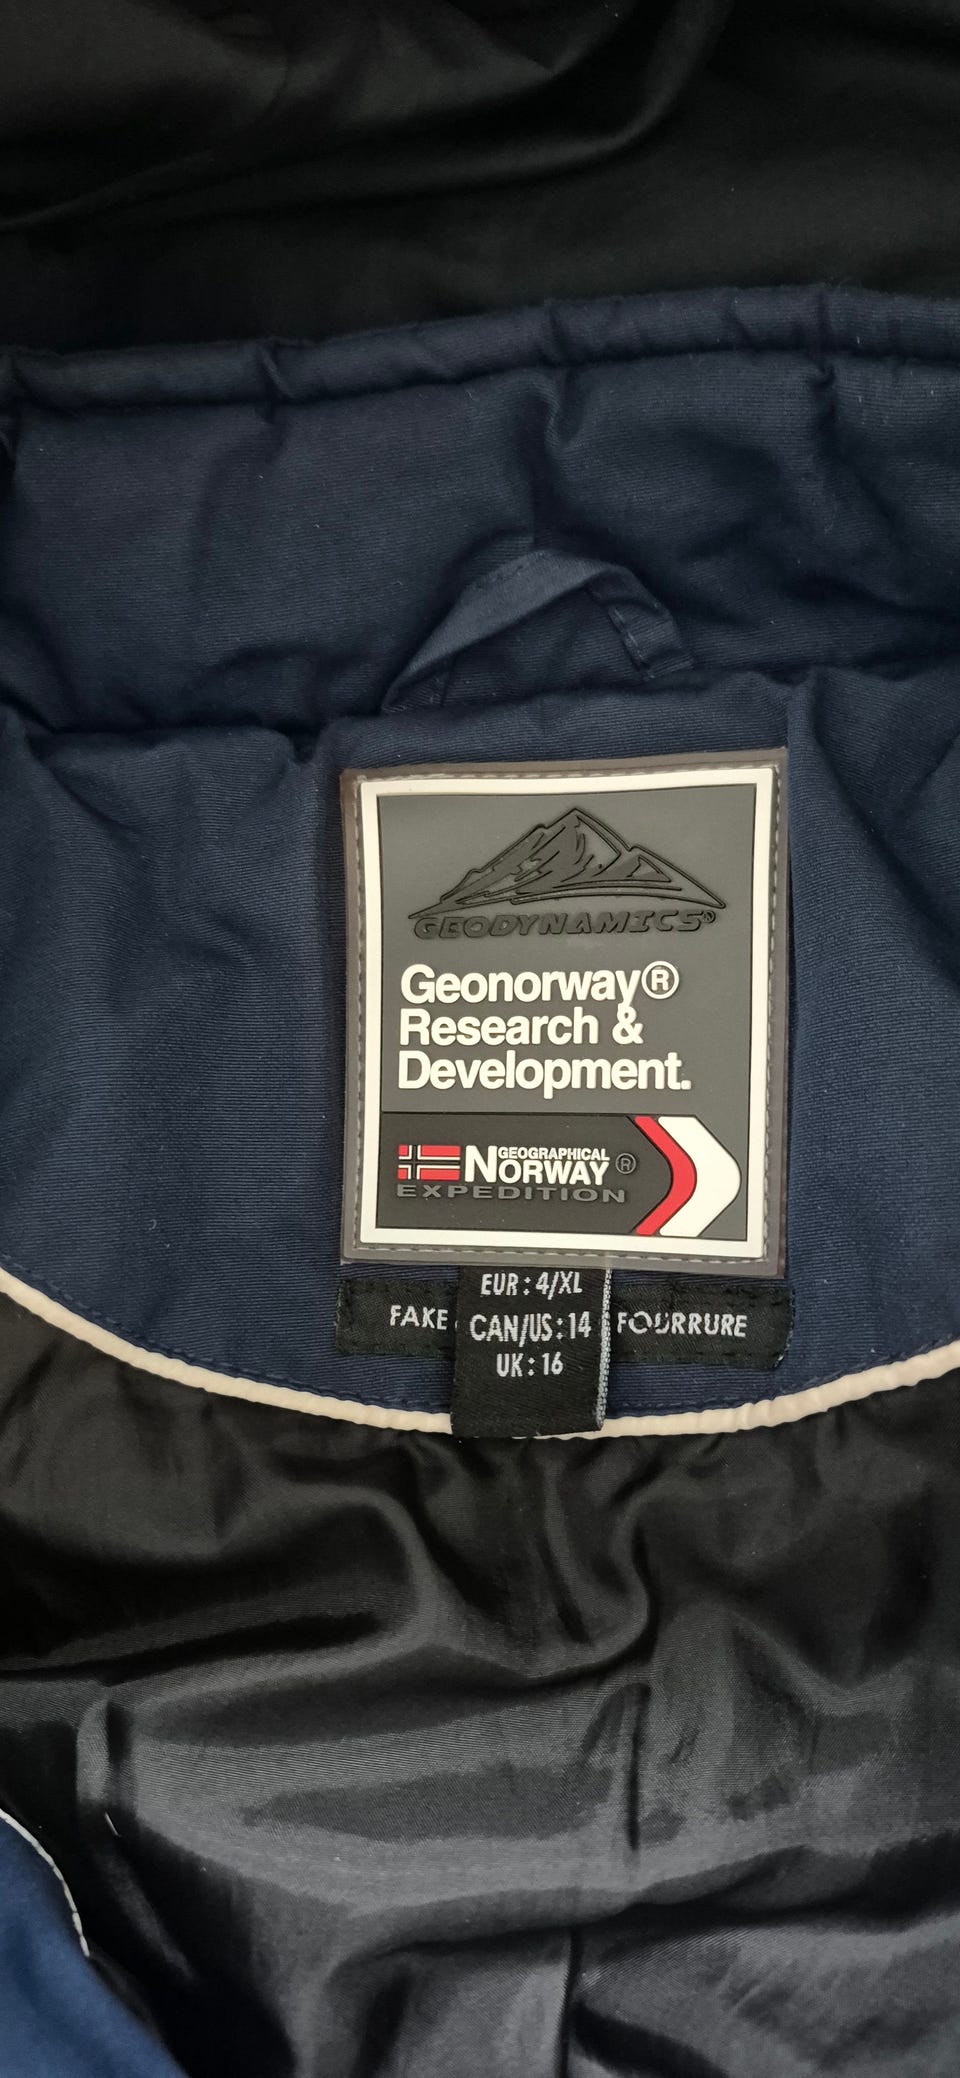 GEODYNAMICS®
Geonorway®
Research &
Development.
GEOGRAPHICAL
NORWAY ®
EXPEDITION
EUR : 4/XL
FAKE
CAN/US : 14
FOURRURE
UK : 16